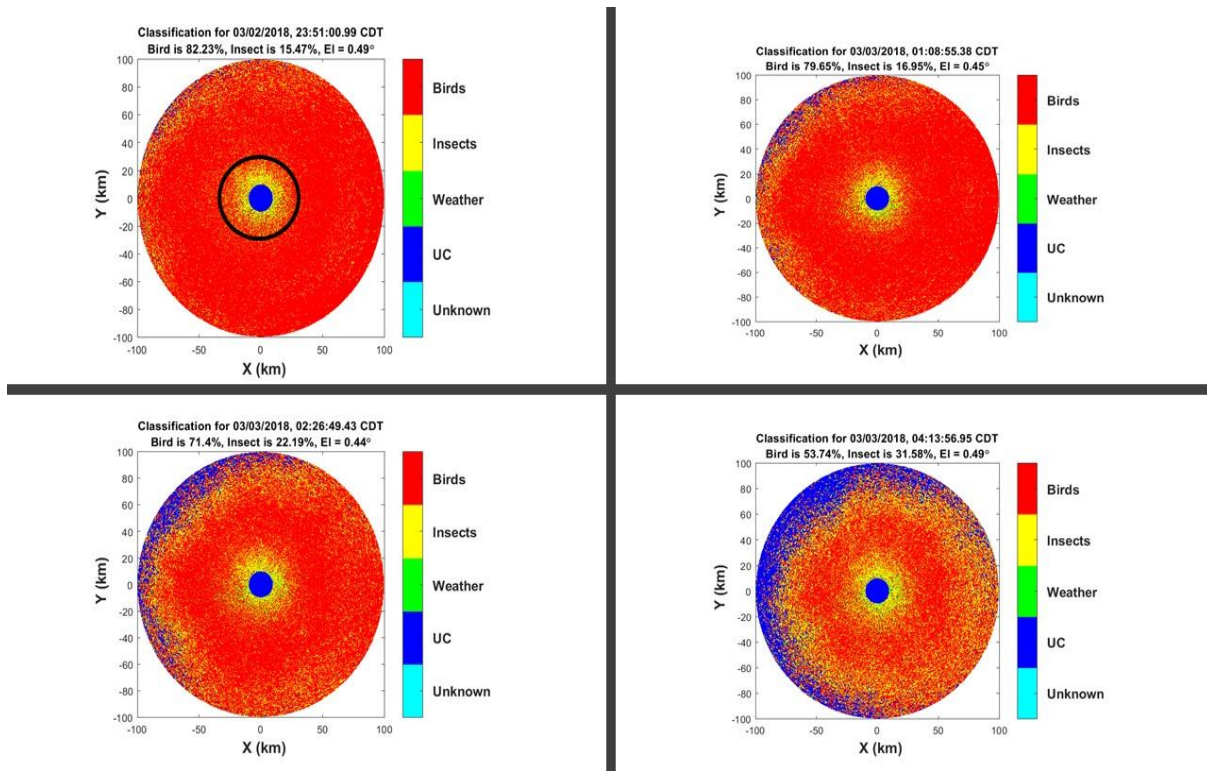 Classification for 03/02/2018, 23:51:00.99 CDT
Bird is 82.23%, Insect is 15.47%, El = 0.49°
100
80
60
40
20
0
-20
-40
-60
-80
-100
Y (km)
-100
-50
0
50
100
X (km)
Birds
Insects
Weather
UC
Unknown
Classification for 03/03/2018, 01:08:55.38 CDT
Bird is 79.65%, Insect is 16.95%, El = 0.45°
100
80
60
40
20
0
-20
-40
-60
-80
-100
Y (km)
-100
-50
0
50
100
X (km)
Birds
Insects
Weather
UC
Unknown
Classification for 03/03/2018, 02:26:49.43 CDT
Bird is 71.4%, Insect is 22.19%, El = 0.44°
100
80
60
40
20
0
-20
-40
-60
-80
-100
Y (km)
-100
-50
0
50
100
X (km)
Birds
Insects
Weather
UC
Unknown
Classification for 03/03/2018, 04:13:56.95 CDT
Bird is 53.74%, Insect is 31.58%, El = 0.49°
100
80
60
40
20
0
-20
-40
-60
-80
-100
Y (km)
-100
-50
0
50
100
X (km)
Birds
Insects
Weather
UC
Unknown